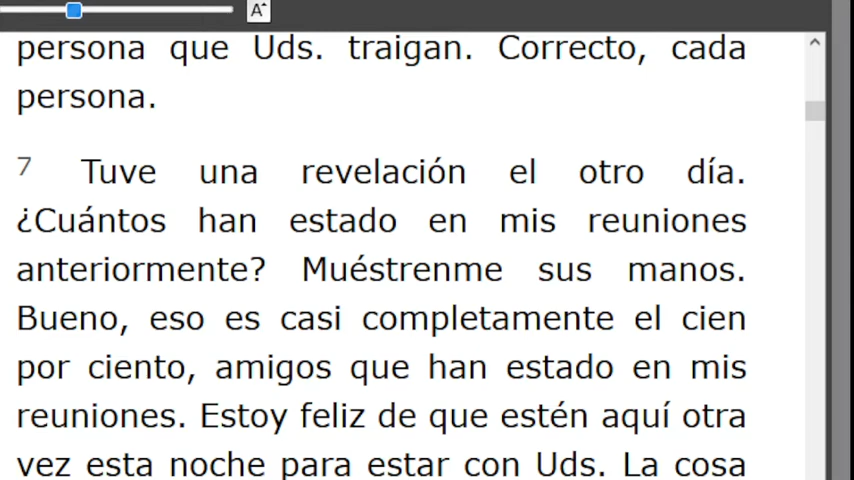 A
persona que Uds. traigan. Correcto, cada
persona.
7 Tuve una revelación el otro día.
¿Cuántos han estado en mis reuniones
anteriormente? Muéstrenme sus manos.
Bueno, eso es casi completamente el cien
por ciento, amigos que han estado en mis
reuniones. Estoy feliz de que estén aquí otra
vez esta noche para estar con Uds. La cosa